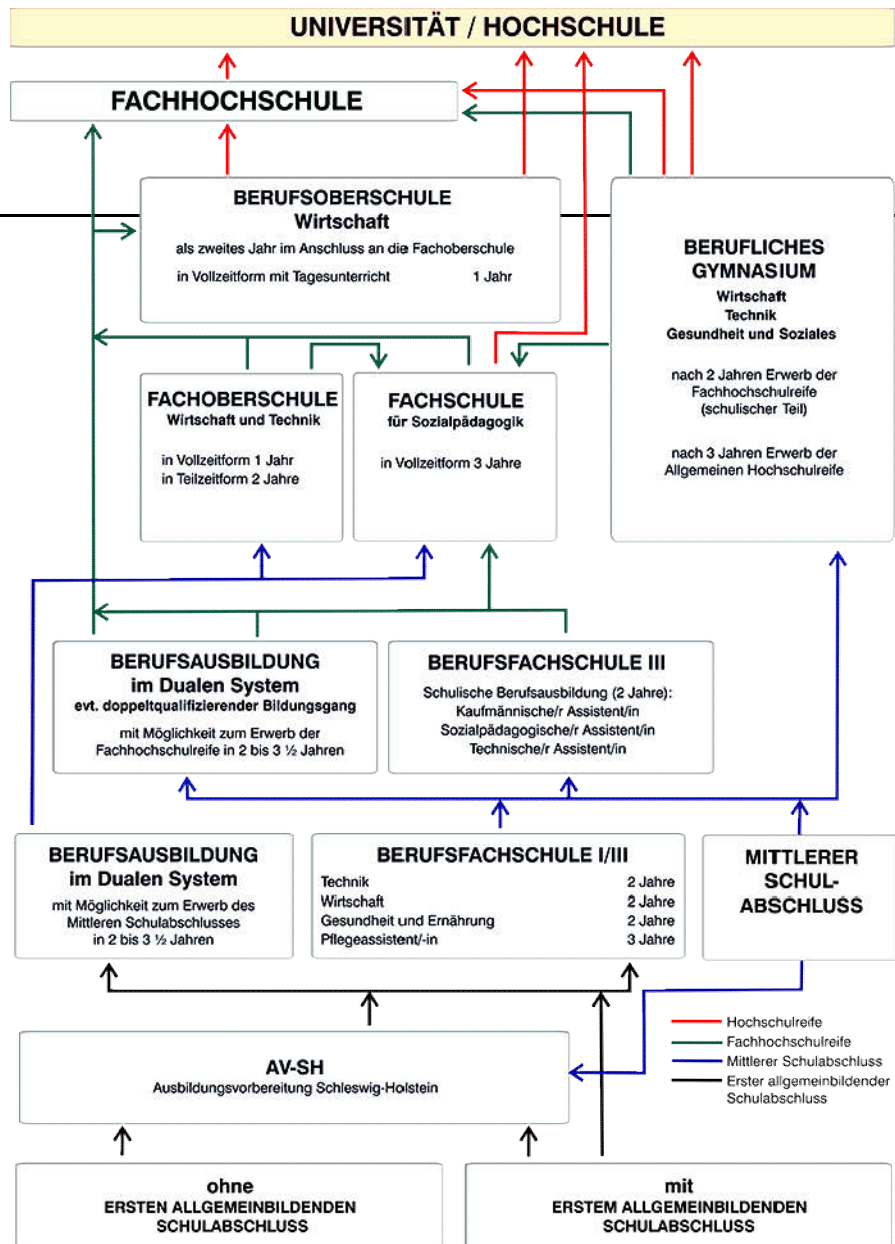 UNIVERSITÄT / HOCHSCHULE
FACHHOCHSCHULE
BERUFSOBERSCHULE
Wirtschaft
als zweites Jahr im Anschluss an die Fachoberschule
in Vollzeitform mit Tagesunterricht 1 Jahr
BERUFLICHES
GYMNASIUM
Wirtschaft
Technik
Gesundheit und Soziales
nach 2 Jahren Erwerb der
Fachhochschulreife
(schulischer Teil)
nach 3 Jahren Erwerb der
Allgemeinen Hochschulreife
FACHOBERSCHULE
Wirtschaft und Technik
in Vollzeitform 1 Jahr
in Teilzeitform 2 Jahre
FACHSCHULE
für Sozialpädagogik
in Vollzeitform 3 Jahre
BERUFSAUSBILDUNG
im Dualen System
evt. doppeltqualifizierender Bildungsgang
mit Möglichkeit zum Erwerb der
Fachhochschulreife in 2 bis 3 ½ Jahren
BERUFSFACHSCHULE III
Schulische Berufsausbildung (2 Jahre):
Kaufmännische/r Assistent/in
Sozialpädagogische/r Assistent/in
Technische/r Assistent/in
BERUFSAUSBILDUNG
im Dualen System
mit Möglichkeit zum Erwerb des
Mittleren Schulabschlusses
in 2 bis 3 ½ Jahren
BERUFSFACHSCHULE I/III
Technik 2 Jahre
Wirtschaft 2 Jahre
Gesundheit und Ernährung 2 Jahre
Pflegeassistent/-in 3 Jahre
MITTLERER
SCHUL-
ABSCHLUSS
AV-SH
Ausbildungsvorbereitung Schleswig-Holstein
Hochschulreife
Fachhochschulreife
Mittlerer Schulabschluss
Erster allgemeinbildender
Schulabschluss
ohne
ERSTEN ALLGEMEINBILDENDEN
SCHULABSCHLUSS
mit
ERSTEM ALLGEMEINBILDENDEN
SCHULABSCHLUSS